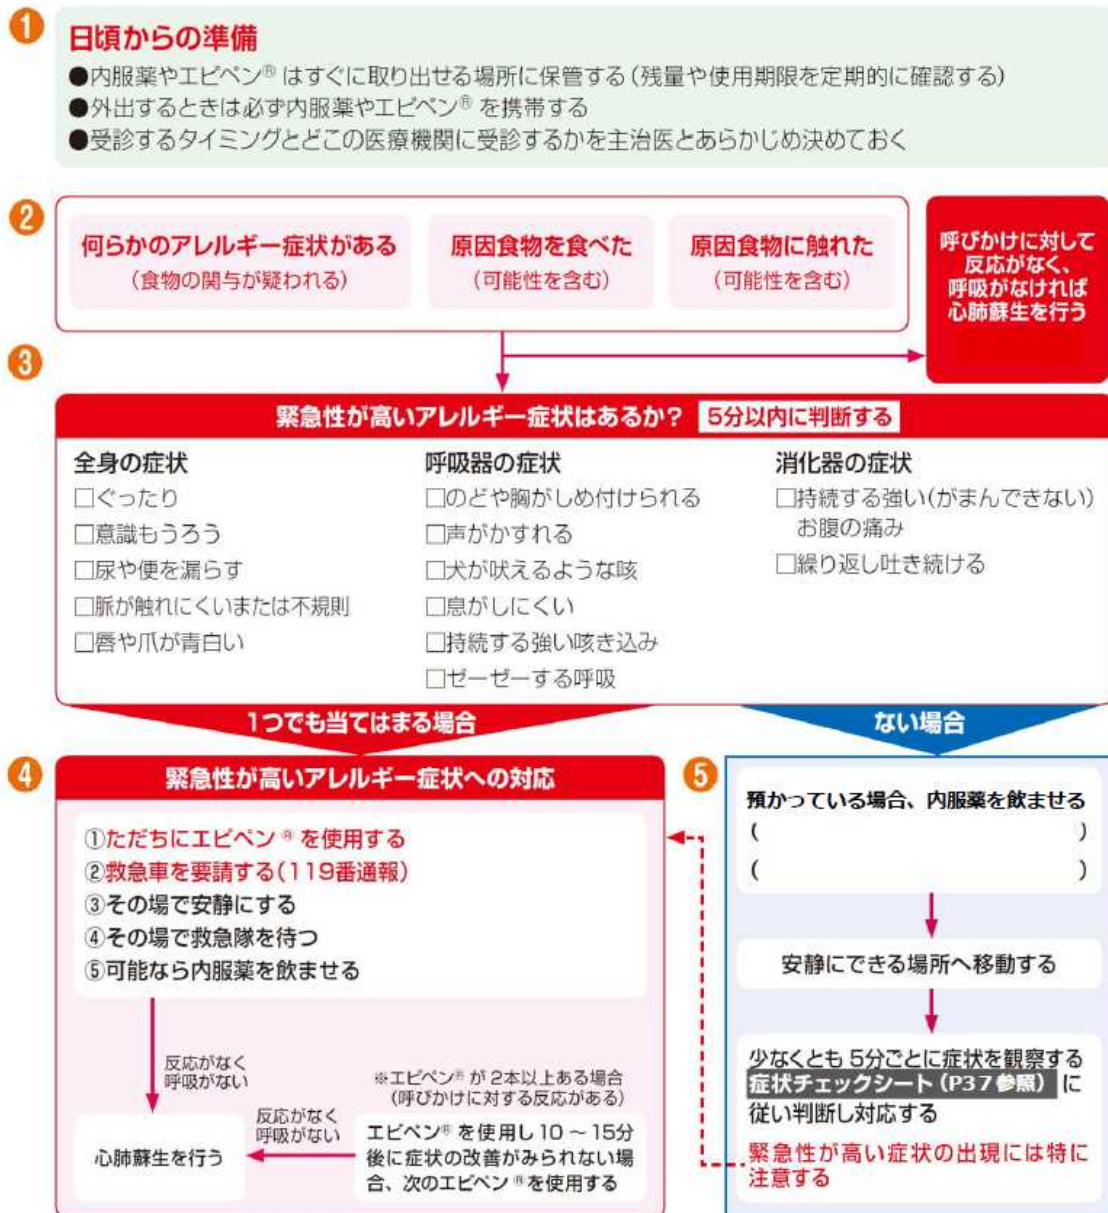 1
日頃からの準備
●内服薬やエピペン® はすぐに取り出せる場所に保管する(残量や使用期限を定期的に確認する)
●外出するときは必ず内服薬やエピペン® を携帯する
●受診するタイミングとどこの医療機関に受診するかを主治医とあらかじめ決めておく
2
何らかのアレルギー症状がある
(食物の関与が疑われる)
原因食物を食べた
(可能性を含む)
原因食物に触れた
(可能性を含む)
呼びかけに対して
反応がなく、
呼吸がなければ
心肺蘇生を行う
3
緊急性が高いアレルギー症状はあるか? 5分以内に判断する
全身の症状
□ぐったり
□意識もうろう
□尿や便を漏らす
□脈が触れにくいまたは不規則
□唇や爪が青白い
呼吸器の症状
□のどや胸がしめ付けられる
□声がかすれる
□犬が吠えるような咳
□息がしにくい
□持続する強い咳き込み
□ゼーゼーする呼吸
消化器の症状
□持続する強い(がまんできない)
お腹の痛み
□繰り返し吐き続ける
1つでも当てはまる場合
ない場合
4
緊急性が高いアレルギー症状への対応
①ただちにエピペン® を使用する
②救急車を要請する(119番通報)
③その場で安静にする
④その場で救急隊を待つ
⑤可能なら内服薬を飲ませる
反応がなく
呼吸がない
※エピペン® が2本以上ある場合
(呼びかけに対する反応がある)
反応がなく
呼吸がない
心肺蘇生を行う
エピペン® を使用し10~15分
後に症状の改善がみられない場
合、次のエピペン®を使用する
5
預かっている場合、内服薬を飲ませる
( )
( )
安静にできる場所へ移動する
少なくとも5分ごとに症状を観察する
症状チェックシート(P37参照)に
従い判断し対応する
緊急性が高い症状の出現には特に
注意する